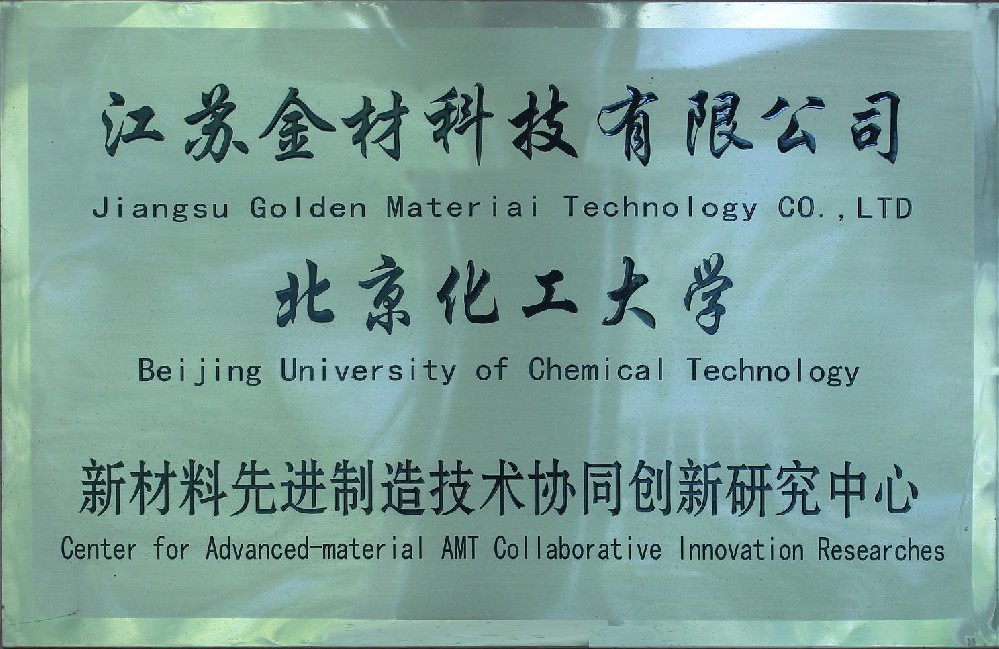 江苏金材科技有限公司
Jiangsu Golden Materiai Technology CO.,LTD
北京化工大学
Beijing University of Chemical Technology
新材料先进制造技术协同创新研究中心
Center for Advanced-material AMT Collaborative Innovation Researches